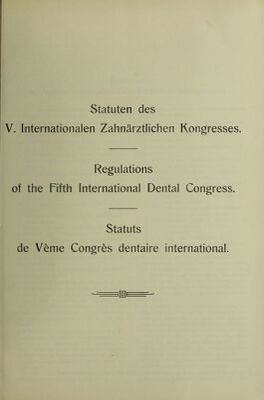 Statuten des
V. Internationalen Zahnärztlichen Kongresses.
Regulations
of the Fifth International Dental Congress.
Statuts
de Vème Congrès dentaire international.